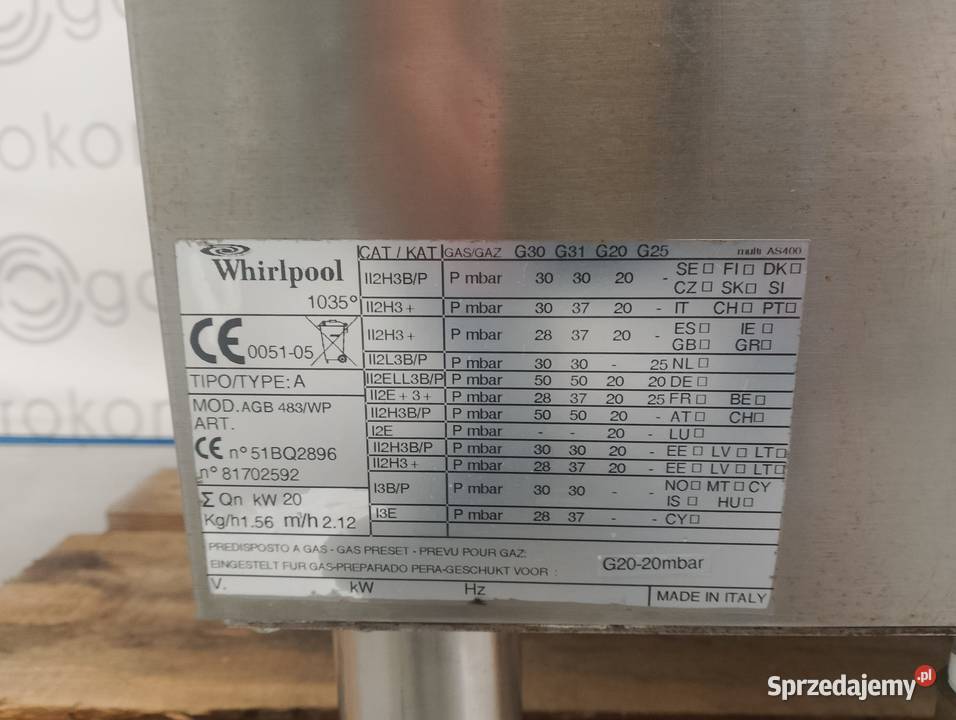 Whirlpool
1035°
CE 0051-05
TIPO/TYPE: A
MOD. AGB 483/WP
ART.
CE n° 51BQ2896
n° 81702592
Σ Qn kW 20
Kg/h 1.56 m³/h 2.12
CAT / KAT GAS/GAZ G30 G31 G20 G25 multi AS400
II2H3B/P P mbar 30 30 20 - SE□ FI□ DK□
CZ□ SK□ SI
II2H3 + P mbar 30 37 20 - IT CH□ PT□
II2H3 + P mbar 28 37 20 - ES□ IE □
GB□ GR□
II2L3B/P P mbar 30 30 - 25 NL□
II2ELL3B/P P mbar 50 50 20 20 DE□
II2E + 3 + P mbar 28 37 20 25 FR□ BE□
II2H3B/P P mbar 50 50 20 - AT□ CH□
I2E P mbar - - 20 - LU□
II2H3B/P P mbar 30 30 20 - EE□ LV□ LT□
II2H3 + P mbar 28 37 20 - EE□ LV□ LT□
I3B/P P mbar 30 30 - - NO□ MT□ CY
IS □ HU□
I3E P mbar 28 37 - - CY□
PREDISPOSTO A GAS - GAS PRESET - PREVU POUR GAZ:
EINGESTELT FUR GAS-PREPARADO PERA-GESCHUKT VOOR : G20-20mbar
V. kW Hz MADE IN ITALY
Sprzedajemy.pl